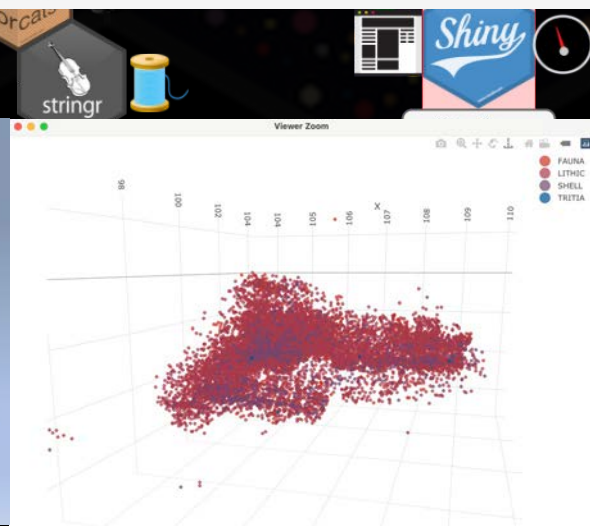 stringr
Shiny
Viewer Zoom
FAUNA
LITHIC
SHELL
TRITIA
98
100
102
104
104
105
106
x
107
108
109
110